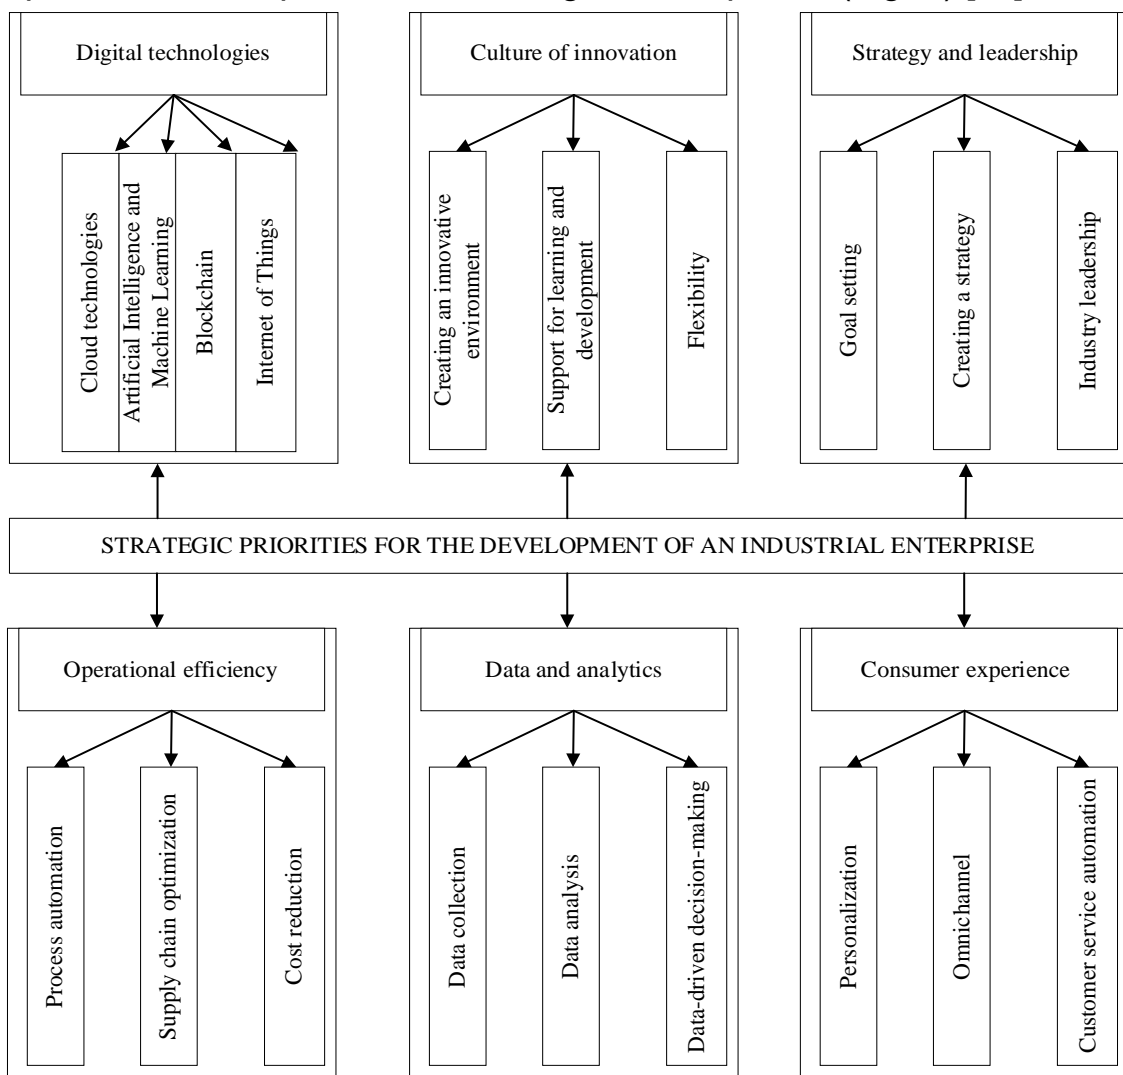 Digital technologies
Culture of innovation
Strategy and leadership
Cloud technologies
Artificial Intelligence and
Machine Learning
Blockchain
Internet of Things
Creating an innovative
environment
Support for learning and
development
Flexibility
Goal setting
Creating a strategy
Industry leadership
STRATEGIC PRIORITIES FOR THE DEVELOPMENT OF AN INDUSTRIAL ENTERPRISE
Operational efficiency
Data and analytics
Consumer experience
Process automation
Supply chain optimization
Cost reduction
Data collection
Data analysis
Data-driven decision-making
Personalization
Omnichannel
Customer service automation